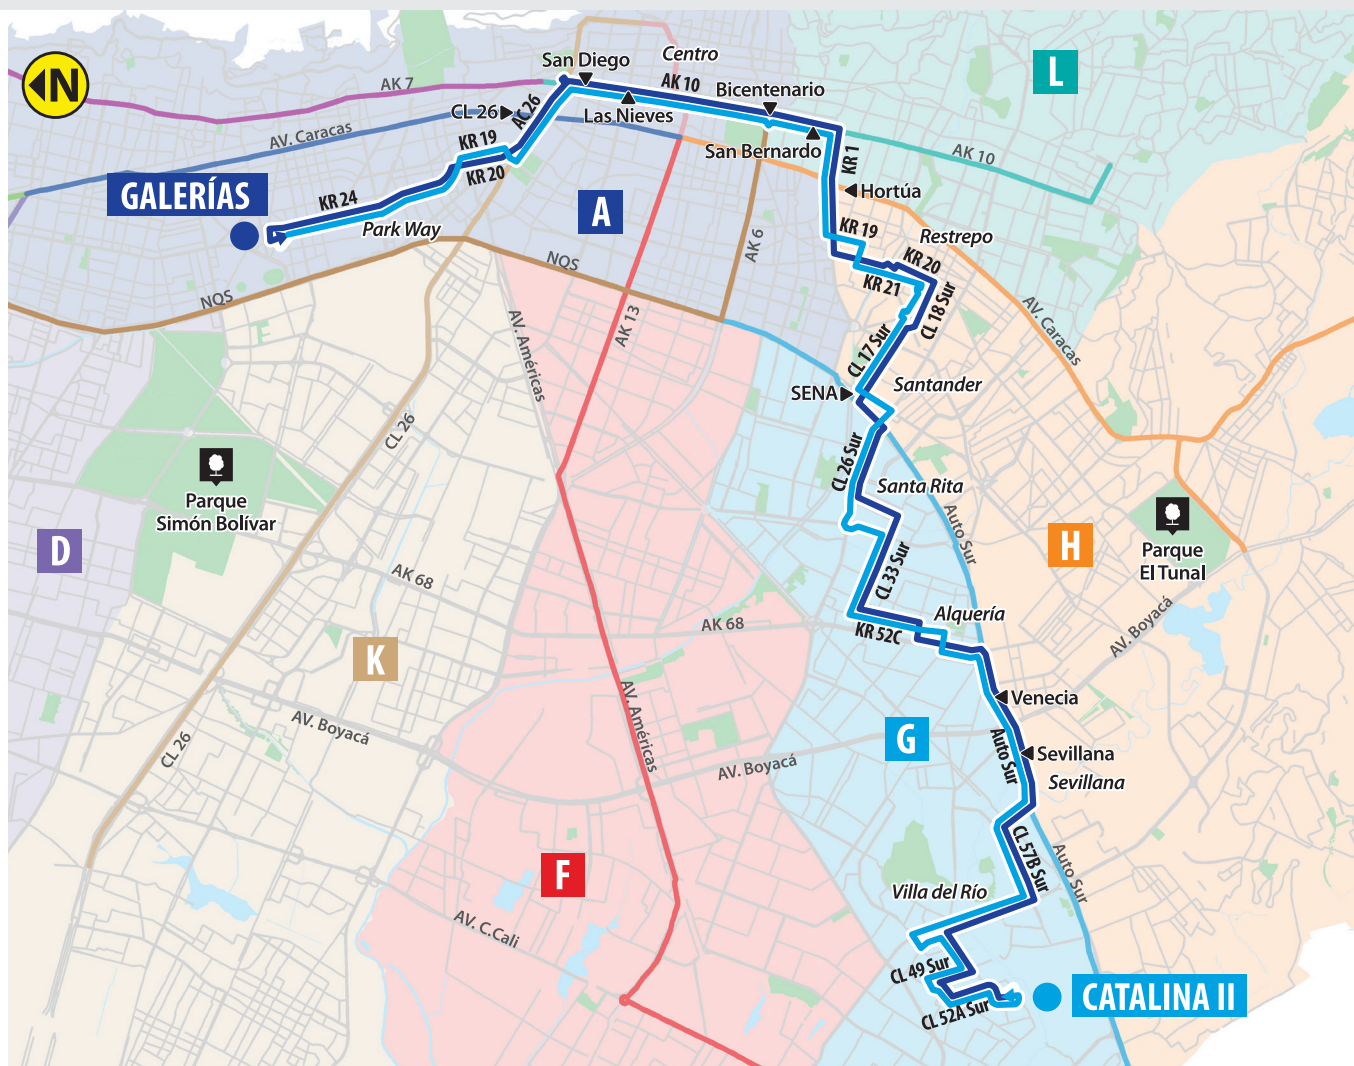 N
San Diego
Centro
L
AK 7
AK 10
Bicentenario
CL 26
AC 26
Las Nieves
AV. Caracas
KR 19
San Bernardo
AK 10
KR 1
GALERÍAS
KR 20
KR 24
A
Hortúa
Park Way
KR 19
Restrepo
AK 6
NQS
KR 20
NQS
KR 21
CL 18 Sur
AV. Caracas
AV. Américas
AK 13
CL 17 Sur
Santander
SENA
CL 26
CL 26 Sur
Santa Rita
Parque
Simón Bolívar
Auto Sur
D
H
Parque
El Tunal
AK 68
CL 33 Sur
Alquería
AK 68
KR 52C
AV. Boyacá
K
Venecia
AV. Américas
AV. Boyacá
G
Auto Sur
CL 26
Sevillana
AV. Boyacá
Sevillana
CL 57B Sur
Auto Sur
F
Villa del Río
AV. C.Cali
CL 49 Sur
CATALINA II
CL 52A Sur